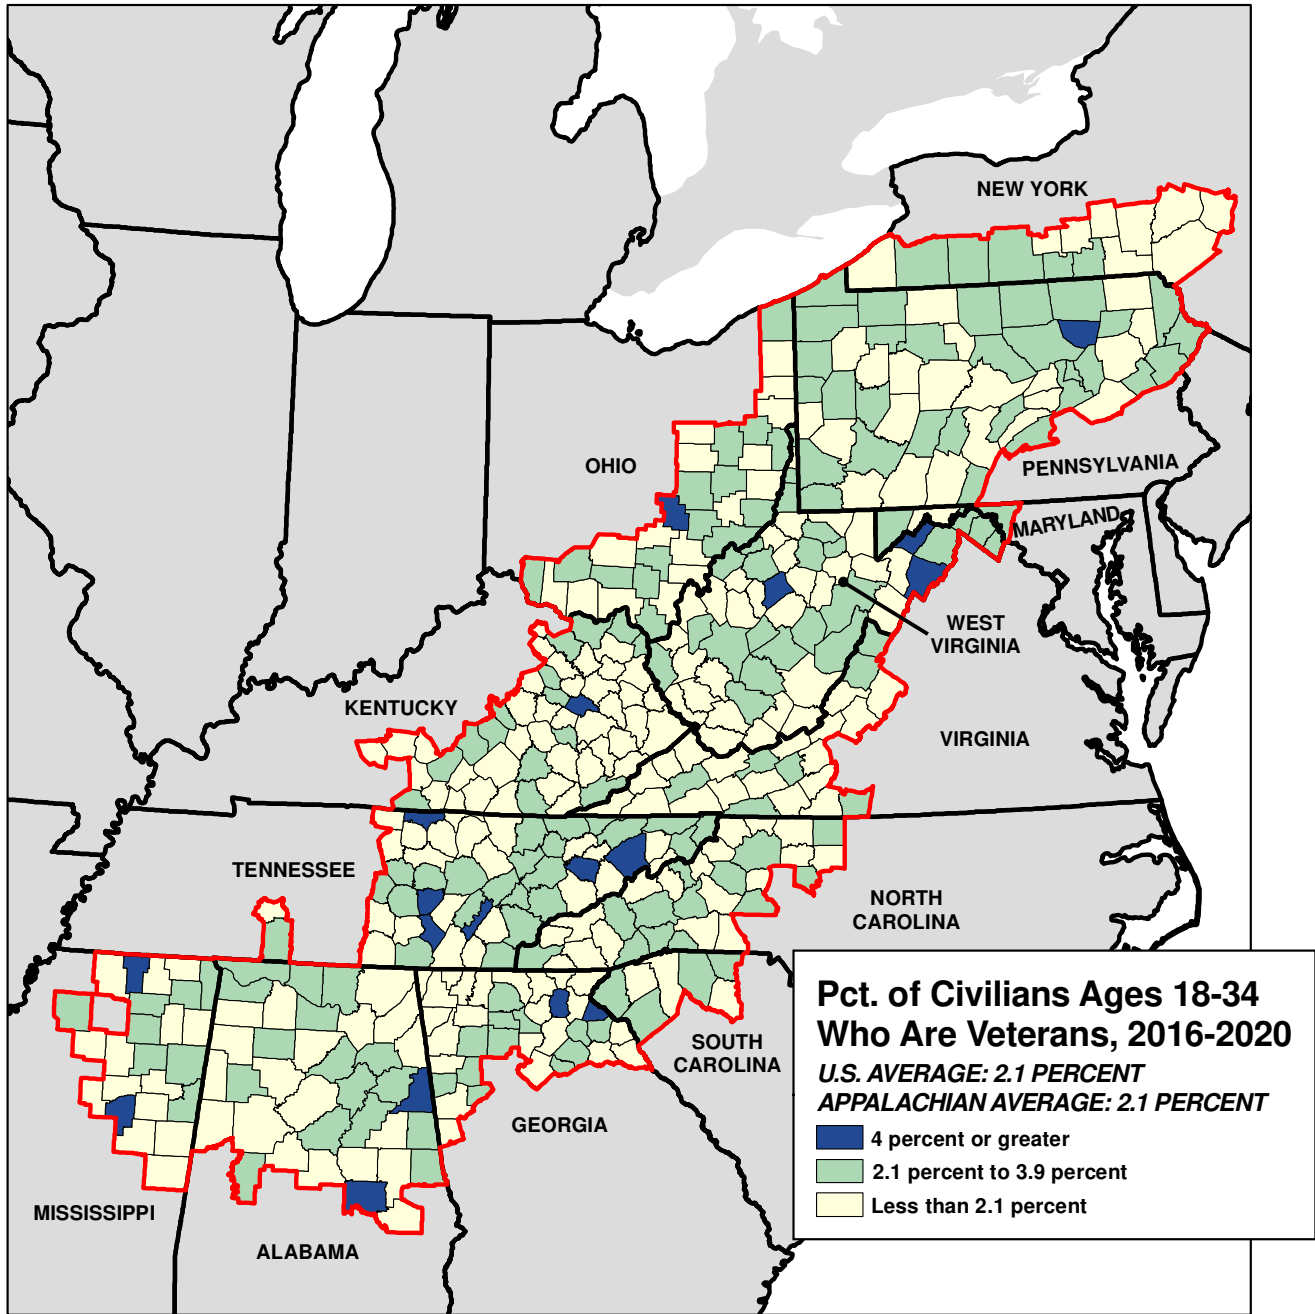 NEW YORK
OHIO
PENNSYLVANIA
MARYLAND
WEST
VIRGINIA
KENTUCKY
VIRGINIA
TENNESSEE
NORTH
CAROLINA
SOUTH
CAROLINA
GEORGIA
MISSISSIPPI
ALABAMA
Pct. of Civilians Ages 18-34
Who Are Veterans, 2016-2020
U.S. AVERAGE: 2.1 PERCENT
APPALACHIAN AVERAGE: 2.1 PERCENT
4 percent or greater
2.1 percent to 3.9 percent
Less than 2.1 percent